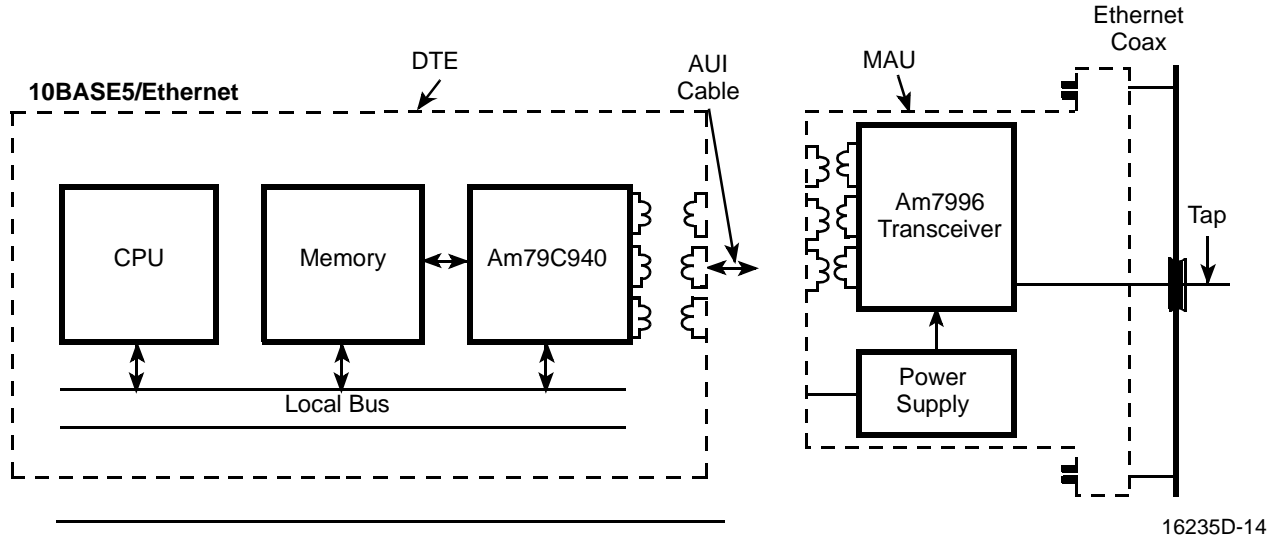 Ethernet
Coax
DTE
AUI
Cable
MAU
10BASE5/Ethernet
CPU
Memory
Am79C940
Am7996
Transceiver
Tap
Power
Supply
Local Bus
16235D-14